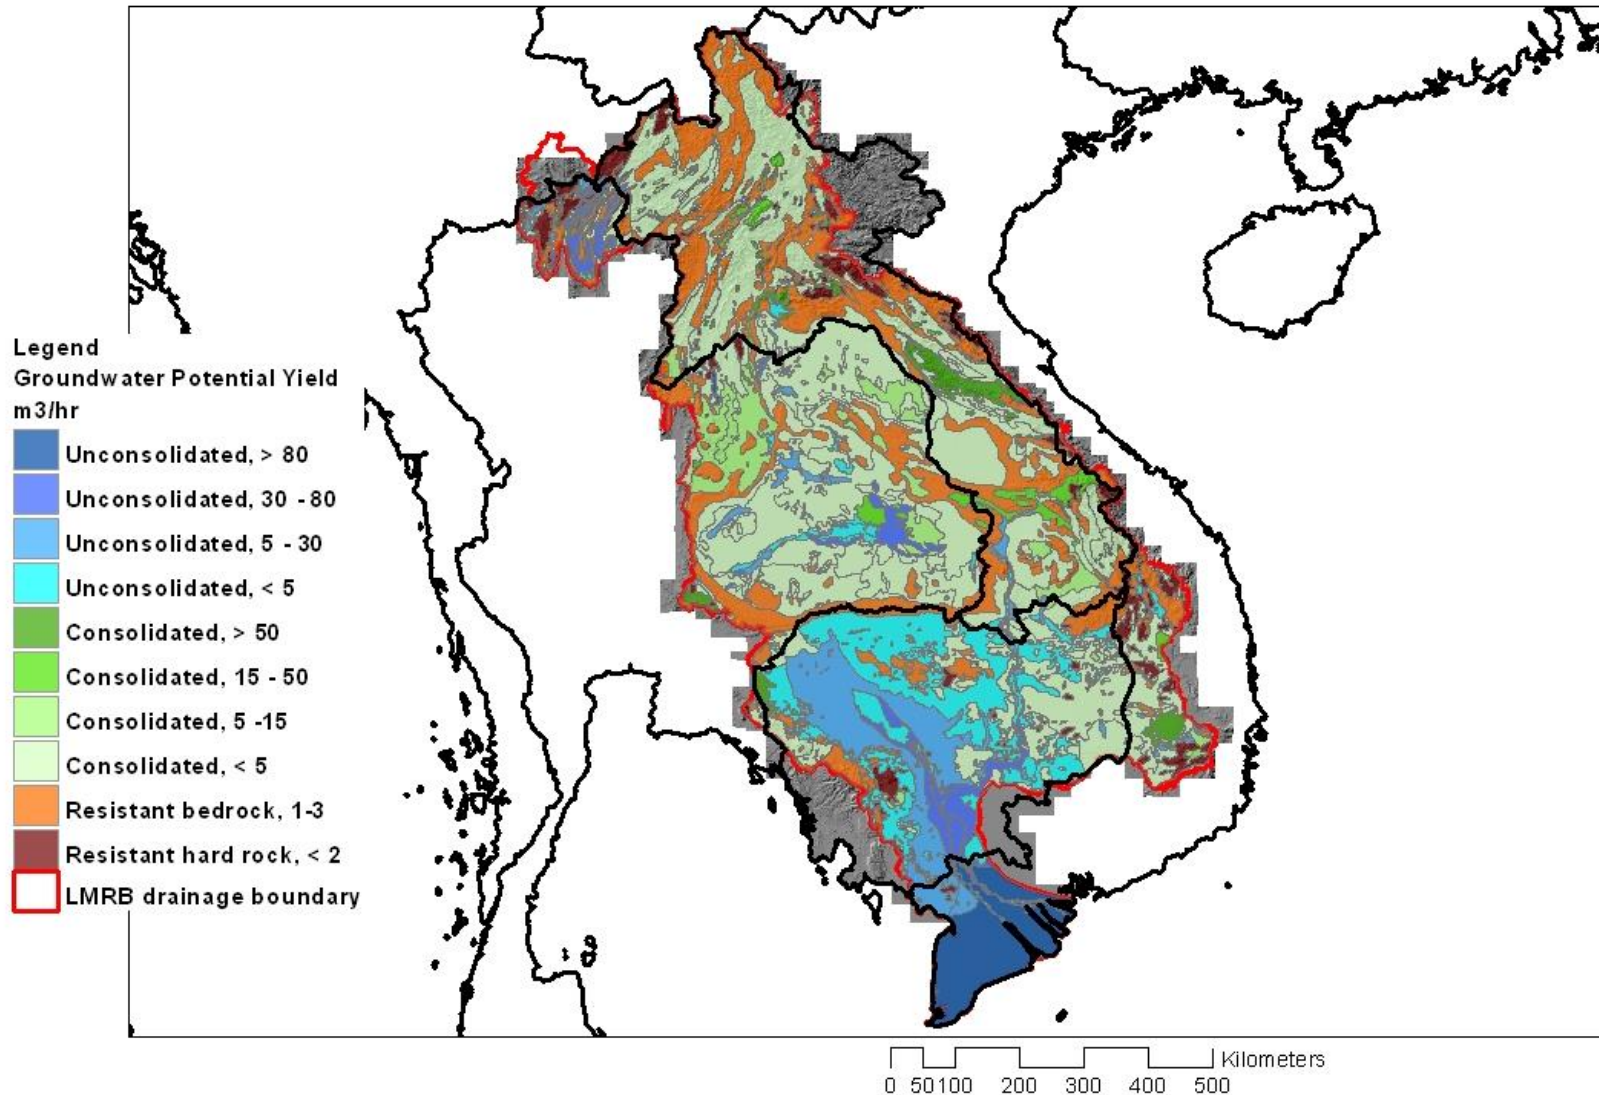 Legend
Groundwater Potential Yield
m3/hr
Unconsolidated, > 80
Unconsolidated, 30 -80
Unconsolidated, 5 - 30
Unconsolidated, < 5
Consolidated, > 50
Consolidated, 15 - 50
Consolidated, 5 -15
Consolidated, < 5
Resistant bedrock, 1-3
Resistant hard rock, < 2
LMRB drainage boundary
Kilometers
0 50 100 200 300 400 500